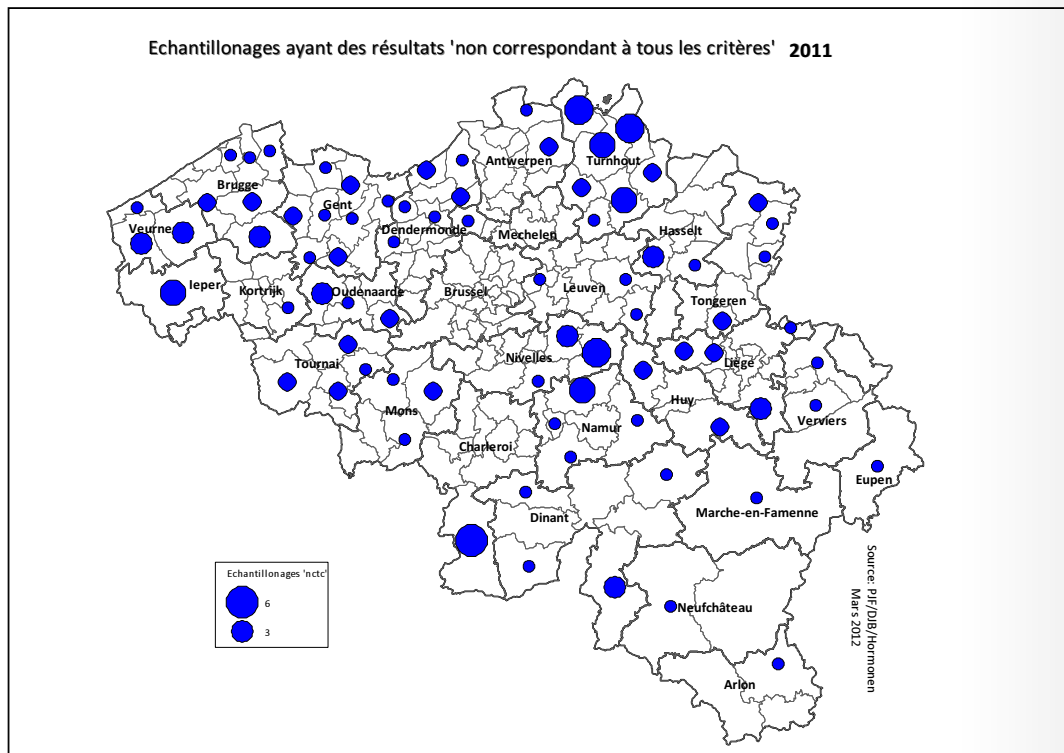 Echantillonages ayant des résultats 'non correspondant à tous les critères' 2011
Antwerpen
Turnhout
Brugge
Gent
Veurne
Dendermonde
Mechelen
Hasselt
Ieper
Kortrijk
Oudenaarde
Brussel
Leuven
Tongeren
Tournai
Nivelles
Liège
Mons
Huy
Charleroi
Namur
Verviers
Eupen
Dinant
Marche-en-Famenne
Neufchâteau
Arlon
Echantillonages 'nctc'
6
3
Source: PJF/DJB/Hormonen
Mars 2012